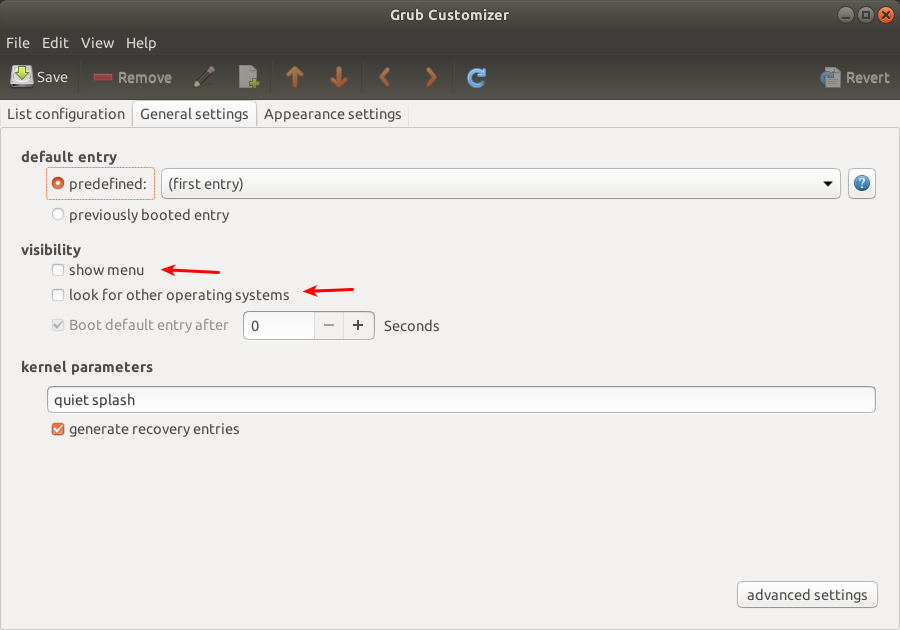 Grub Customizer
File Edit View Help
Save Remove Revert
List configuration General settings Appearance settings
default entry
predefined: (first entry)
previously booted entry
visibility
show menu
look for other operating systems
Boot default entry after 0 Seconds
kernel parameters
quiet splash
generate recovery entries
advanced settings